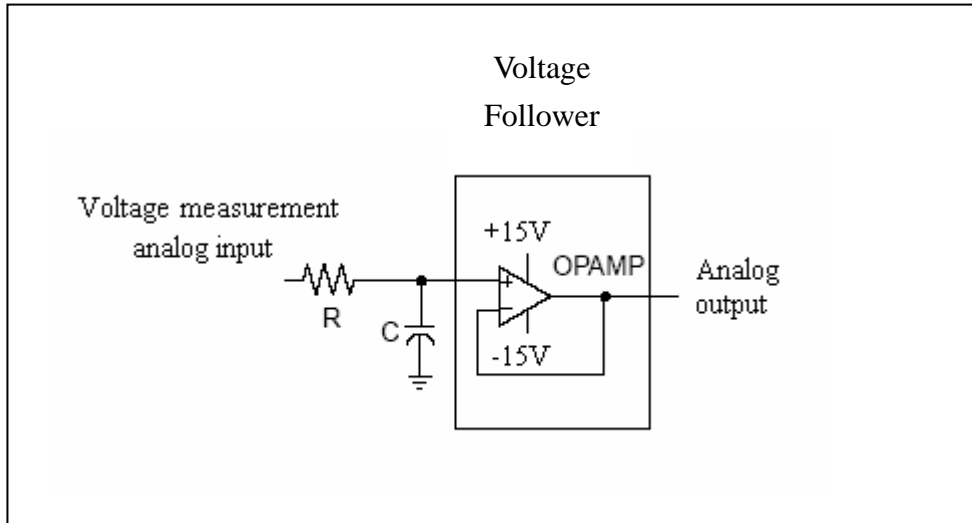 Voltage
Follower
Voltage measurement
analog input
+15V
OPAMP
Analog
output
R
C
+
-
-15V